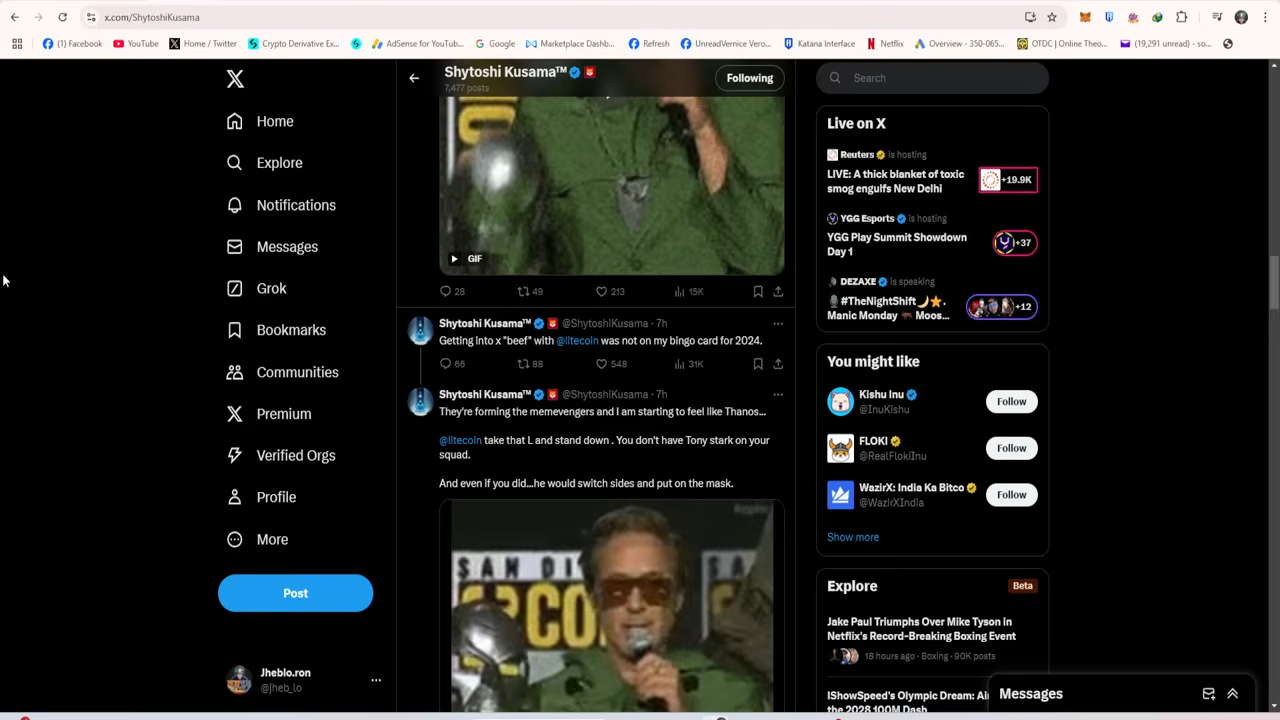 x.com/ShytoshiKusama
(1) Facebook
YouTube
Home / Twitter
Crypto Derivative Ex...
AdSense for YouTub...
Google
Marketplace Dashb...
Refresh
UnreadVernice Vero...
Katana Interface
Netflix
Overview - 350-065...
OTDC | Online Theo...
(19,291 unread) - so...
Home
Explore
Notifications
Messages
Grok
Bookmarks
Communities
Premium
Verified Orgs
Profile
More
Post
Jheblo.ron
@jheb_lo
Shytoshi Kusama™
7,477 posts
Following
GIF
28 49 213 15K
Shytoshi Kusama™ @ShytoshiKusama · 7h
Getting into x "beef" with @litecoin was not on my bingo card for 2024.
66 88 548 31K
Shytoshi Kusama™ @ShytoshiKusama · 7h
They're forming the memevengers and I am starting to feel like Thanos...
@litecoin take that L and stand down . You don't have Tony stark on your
squad.
And even if you did...he would switch sides and put on the mask.
SAN DI
Search
Live on X
Reuters is hosting
LIVE: A thick blanket of toxic
smog engulfs New Delhi
+19.9K
YGG Esports is hosting
YGG Play Summit Showdown
Day 1
+37
DEZAXE is speaking
#TheNightShift .
Manic Monday Moos...
+12
You might like
Kishu Inu
@InuKishu
Follow
FLOKI
@RealFlokiInu
Follow
WazirX: India Ka Bitco
@WazirXIndia
Follow
Show more
Explore
Beta
Jake Paul Triumphs Over Mike Tyson in
Netflix's Record-Breaking Boxing Event
18 hours ago · Boxing · 90K posts
IShowSpeed's Olympic Dream: Ai
the 2028 100M Dash
Messages